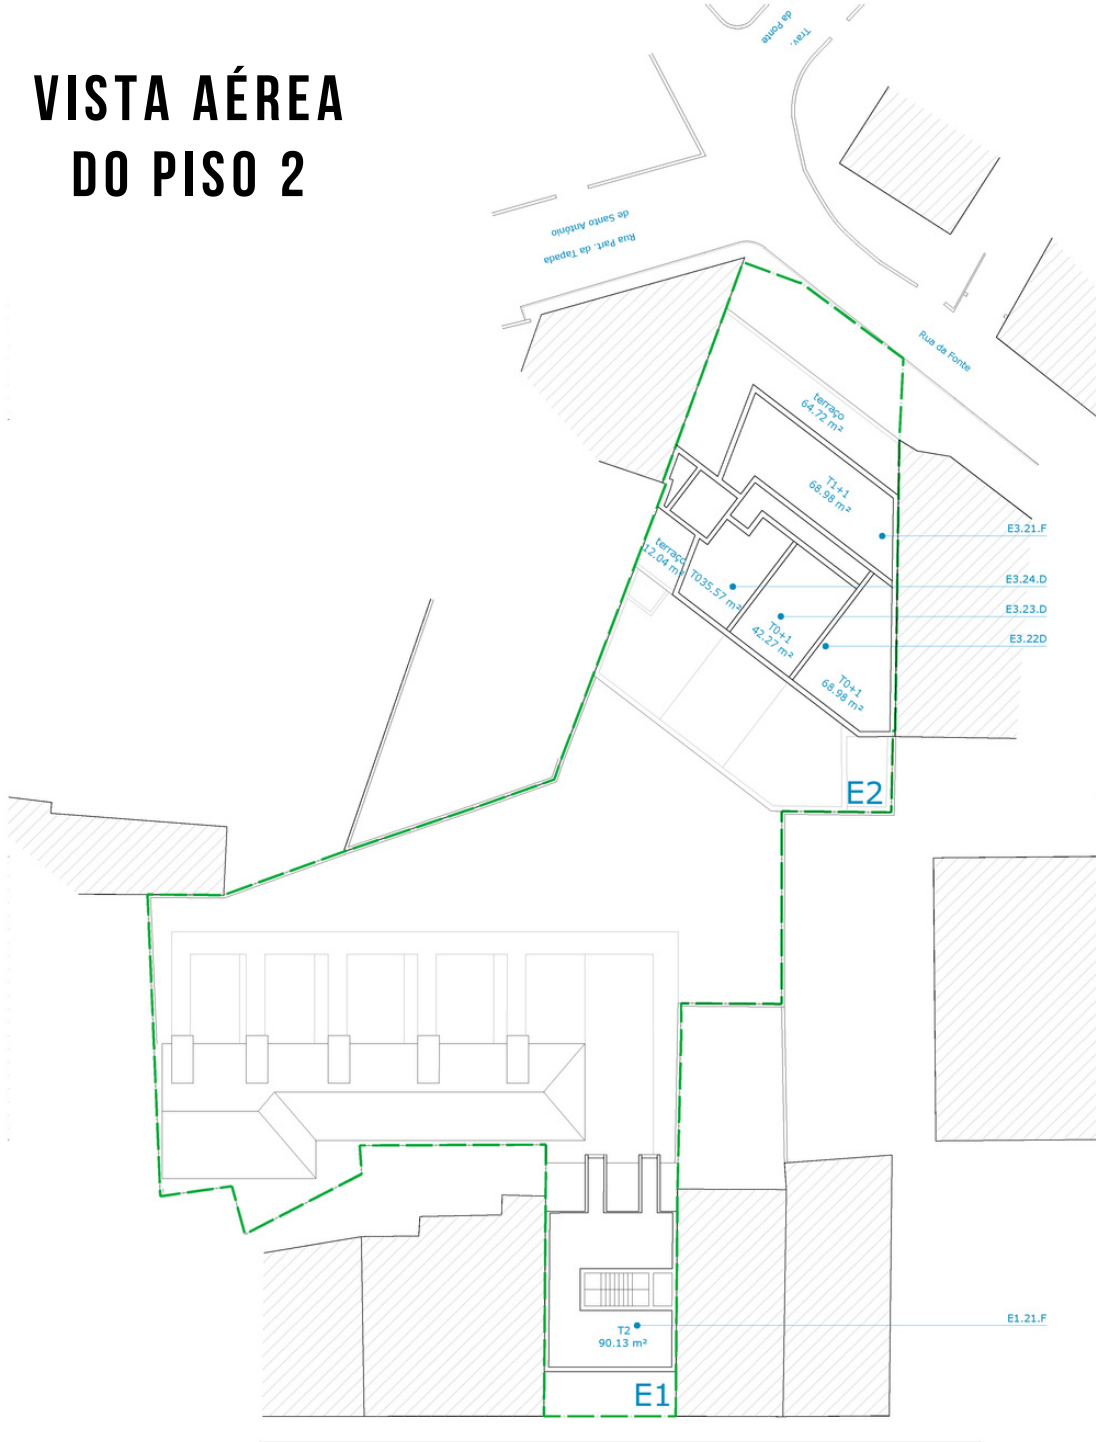 VISTA AÉREA
DO PISO 2
Trav.
da Ponte
Rua Part. da Tapada
de Santo António
Rua da Fonte
terraço
64.72 m²
T1+1
68.98 m²
terraço
12.04 m²
T035.57 m²
T0+1
42.27 m²
T0+1
68.98 m²
E3.21.F
E3.24.D
E3.23.D
E3.22D
E2
T2
90.13 m²
E1.21.F
E1